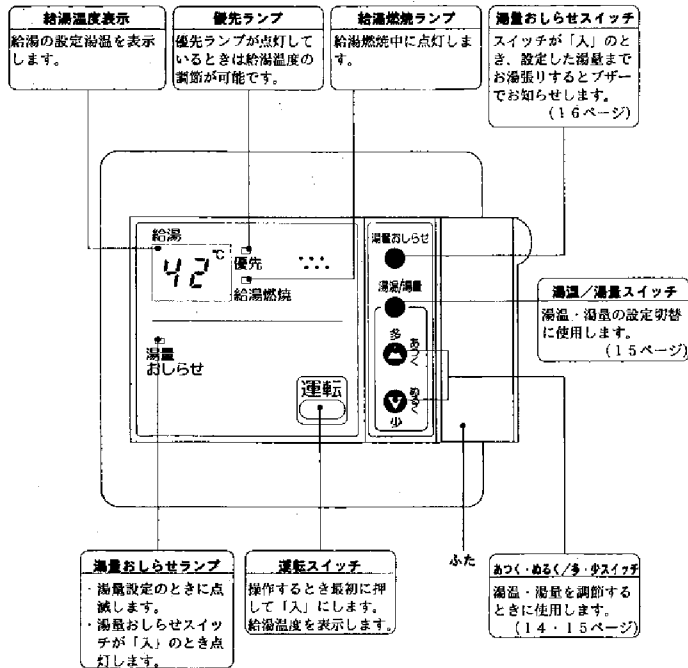 給湯温度表示
給湯の設定湯温を表示
します。
優先ランプ
優先ランプが点灯して
いるときは給湯温度の
調節が可能です。
給湯燃焼ランプ
給湯燃焼中に点灯しま
す。
湯量おしらせスイッチ
スイッチが「入」のと
き、設定した湯量まで
お湯張りするとブザー
でお知らせします。
(16ページ)
給湯
42℃
優先
給湯燃焼
湯量
おしらせ
運転
湯量おしらせ
湯温/湯量
多
あつく
ぬるく
少
湯温/湯量スイッチ
湯温・湯量の設定切替
に使用します。
(15ページ)
湯量おしらせランプ
・湯量設定のときに点
滅します。
・湯量おしらせスイッ
チが「入」のとき点
灯します。
運転スイッチ
操作するとき最初に押
して「入」にします。
給湯温度を表示します。
ふた
あつく・ぬるく/多・少スイッチ
湯温・湯量を調節する
ときに使用します。
(14・15ページ)